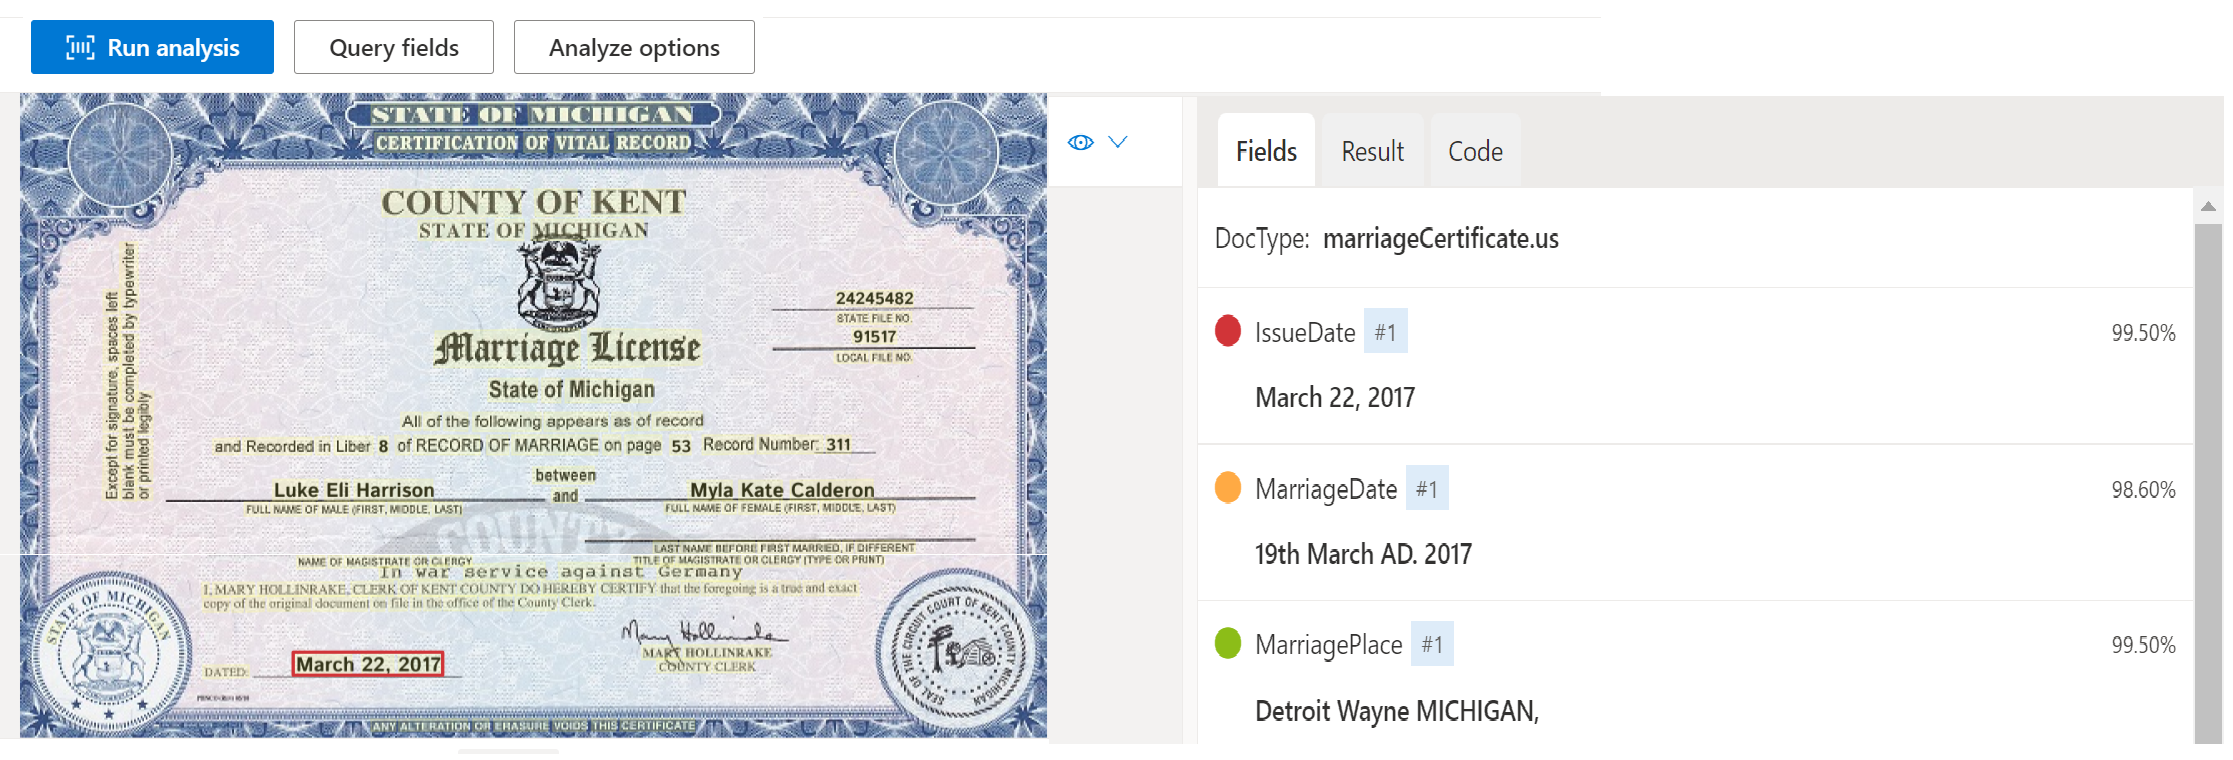 Run analysis
Query fields
Analyze options
STATE OF MICHIGAN
CERTIFICATION OF VITAL RECORD
COUNTY OF KENT
STATE OF MICHIGAN
Except for signature, spaces left
blank must be completed by typewriter
or printed legibly
24245482
STATE FILE NO.
91517
LOCAL FILE NO.
Marriage License
State of Michigan
All of the following appears as of record
and Recorded in Liber 8 of RECORD OF MARRIAGE on page 53 Record Number: 311
between
Luke Eli Harrison and Myla Kate Calderon
FULL NAME OF MALE (FIRST, MIDDLE, LAST) FULL NAME OF FEMALE (FIRST, MIDDLE, LAST)
COUNTY
LAST NAME BEFORE FIRST MARRIED, IF DIFFERENT
NAME OF MAGISTRATE OR CLERGY TITLE OF MAGISTRATE OR CLERGY (TYPE OR PRINT)
In war service against Germany
I, MARY HOLLINRAKE, CLERK OF KENT COUNTY DO HEREBY CERTIFY that the foregoing is a true and exact
copy of the original document on file in the office of the County Clerk.
Mary Hollinrake
MARY HOLLINRAKE
COUNTY CLERK
DATED: March 22, 2017
STATE OF MICHIGAN
SEAL OF THE CIRCUIT COURT OF KENT COUNTY MICHIGAN
ANY ALTERATION OR ERASURE VOIDS THIS CERTIFICATE
Fields
Result
Code
DocType: marriageCertificate.us
IssueDate #1 99.50%
March 22, 2017
MarriageDate #1 98.60%
19th March AD. 2017
MarriagePlace #1 99.50%
Detroit Wayne MICHIGAN,